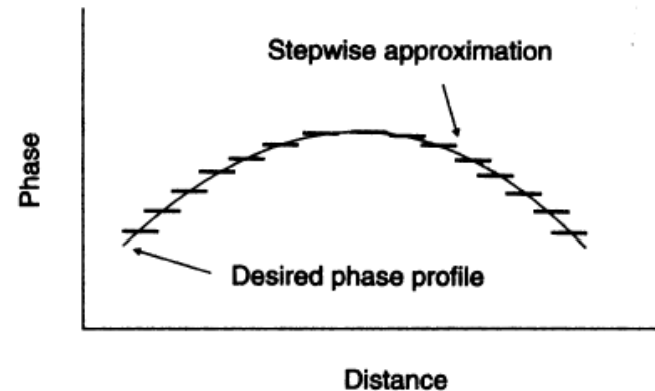 Stepwise approximation
Phase
Desired phase profile
Distance